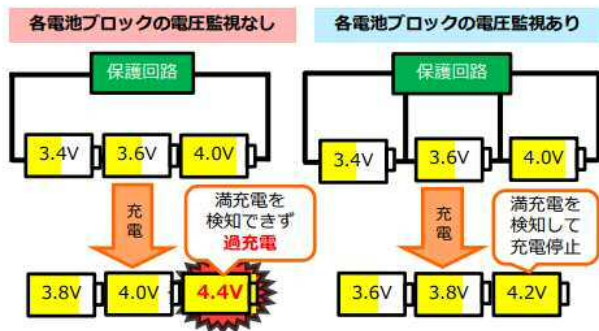 各電池ブロックの電圧監視なし
保護回路
3.4V 3.6V 4.0V
充電
満充電を
検知できず
過充電
3.8V 4.0V 4.4V
各電池ブロックの電圧監視あり
保護回路
3.4V 3.6V 4.0V
充電
満充電を
検知して
充電停止
3.6V 3.8V 4.2V